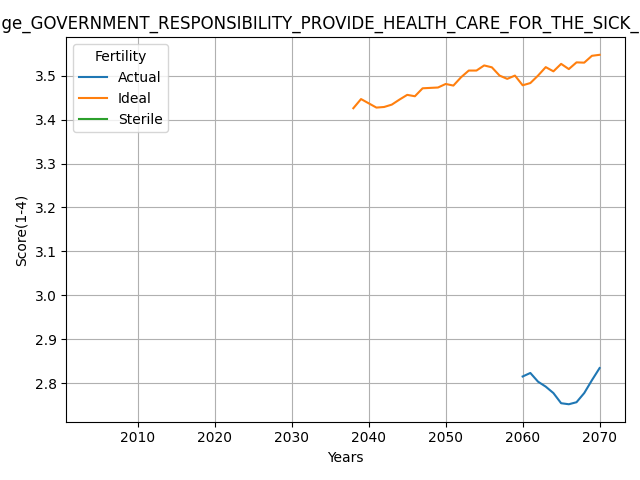 ge_GOVERNMENT_RESPONSIBILITY_PROVIDE_HEALTH_CARE_FOR_THE_SICK_
Fertility
Actual
Ideal
Sterile
3.5
3.4
3.3
3.2
3.1
3.0
2.9
2.8
Score(1-4)
2010 2020 2030 2040 2050 2060 2070
Years